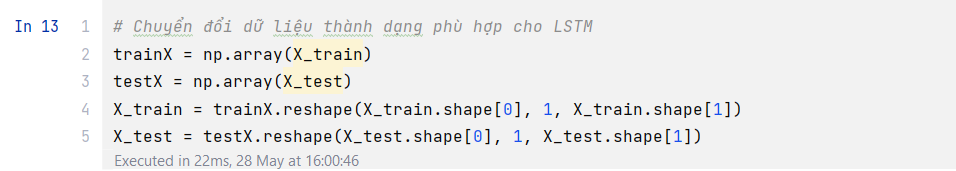 In 13 1 # Chuyển đổi dữ liệu thành dạng phù hợp cho LSTM
2 trainX = np.array(X_train)
3 testX = np.array(X_test)
4 X_train = trainX.reshape(X_train.shape[0], 1, X_train.shape[1])
5 X_test = testX.reshape(X_test.shape[0], 1, X_test.shape[1])
Executed in 22ms, 28 May at 16:00:46